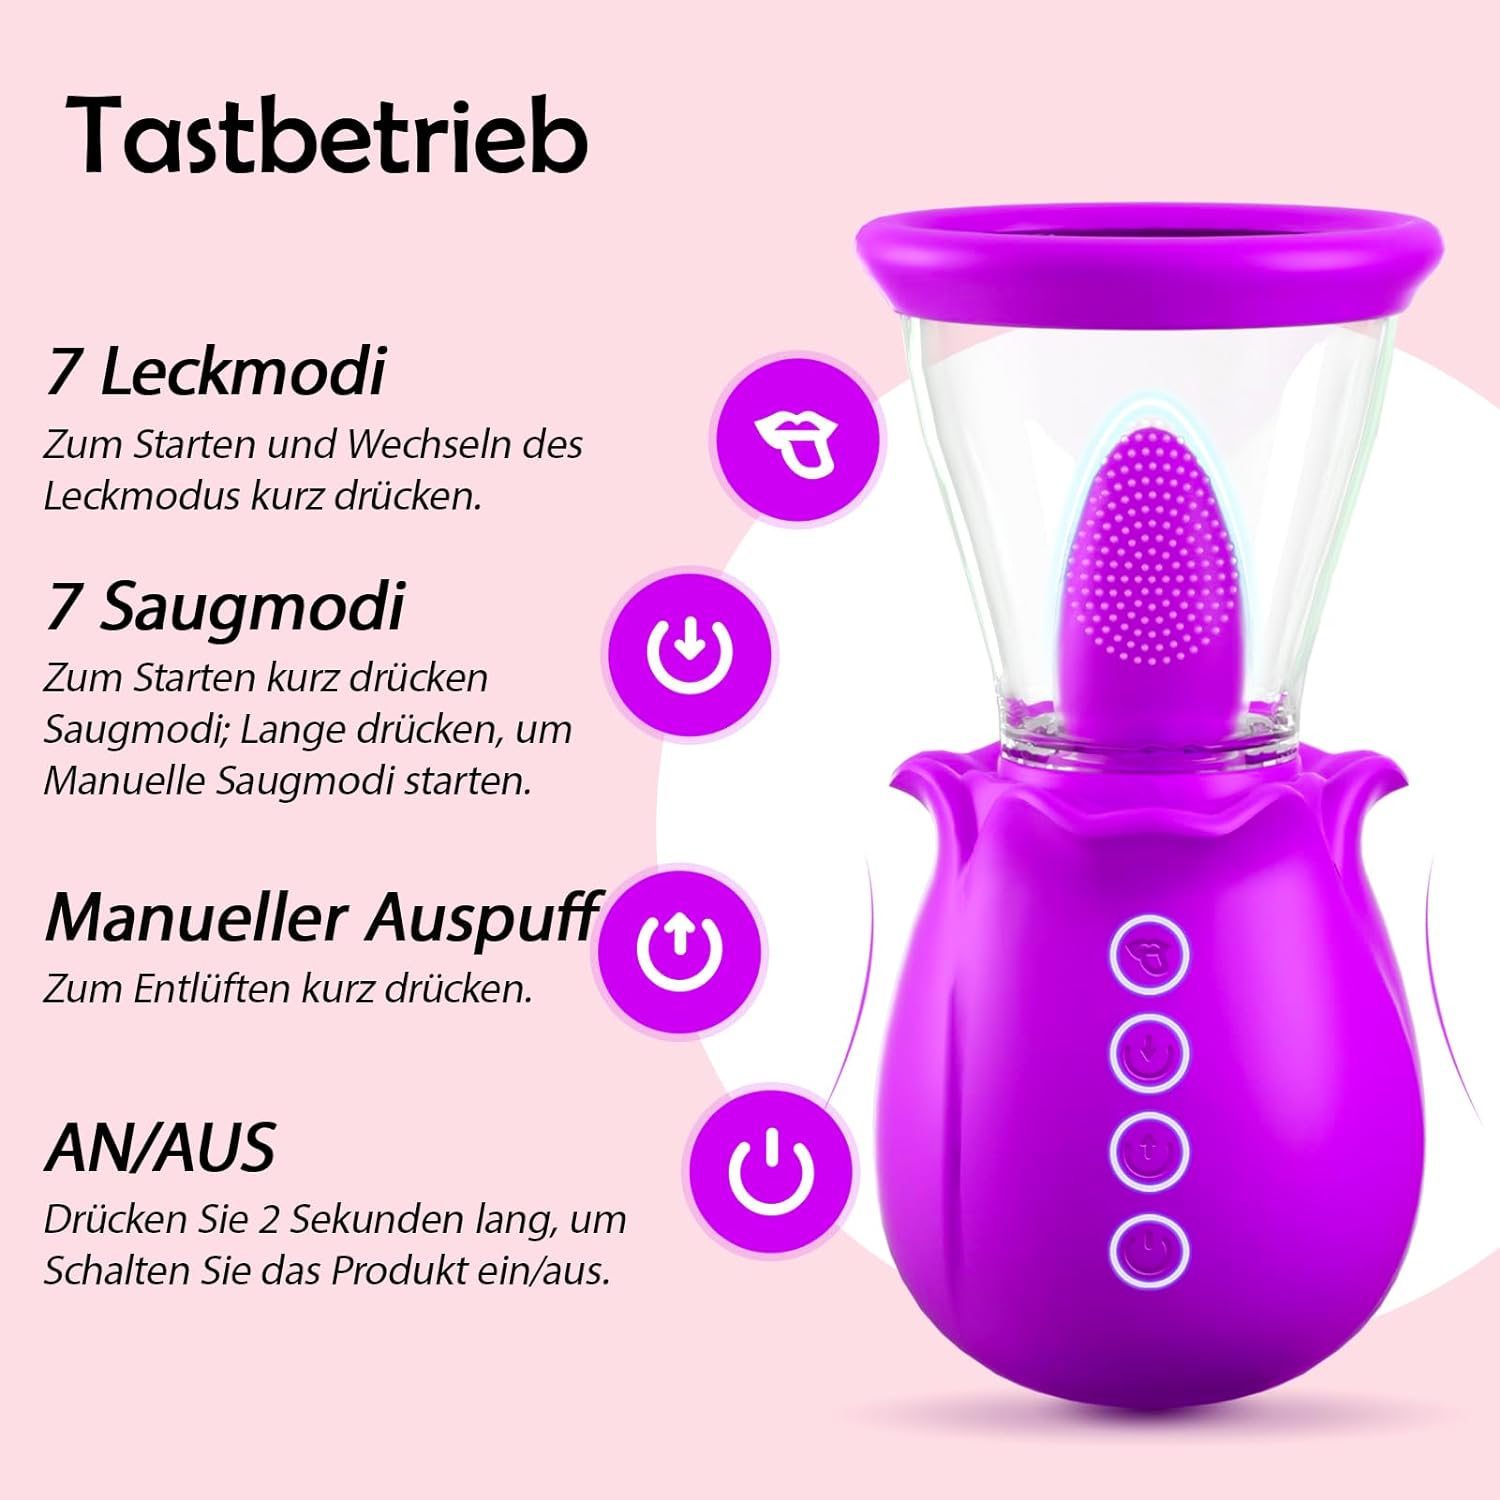 Tastbetrieb
7 Leckmodi
Zum Starten und Wechseln des
Leckmodus kurz drücken.
7 Saugmodi
Zum Starten kurz drücken
Saugmodi; Lange drücken, um
Manuelle Saugmodi starten.
Manueller Auspuff
Zum Entlüften kurz drücken.
AN/AUS
Drücken Sie 2 Sekunden lang, um
Schalten Sie das Produkt ein/aus.